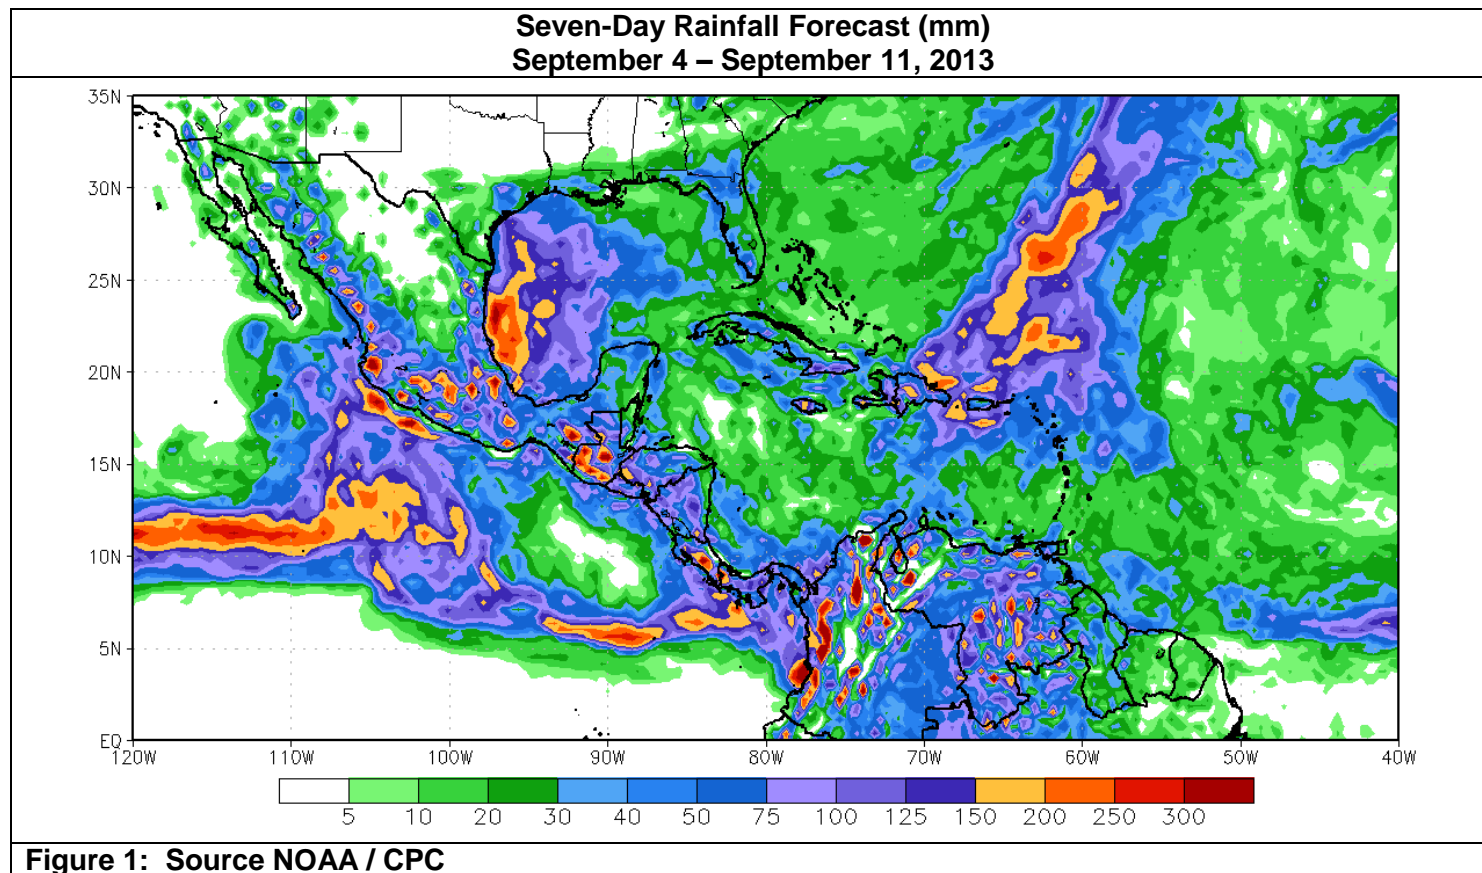 Seven-Day Rainfall Forecast (mm)
September 4 – September 11, 2013
35N
30N
25N
20N
15N
10N
5N
EQ
120W 110W 100W 90W 80W 70W 60W 50W 40W
5 10 20 30 40 50 75 100 125 150 200 250 300
Figure 1: Source NOAA / CPC